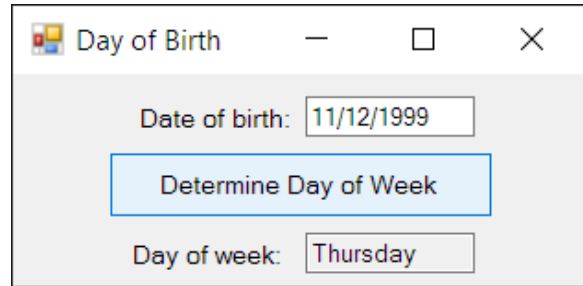 Day of Birth
Date of birth: 11/12/1999
Determine Day of Week
Day of week: Thursday